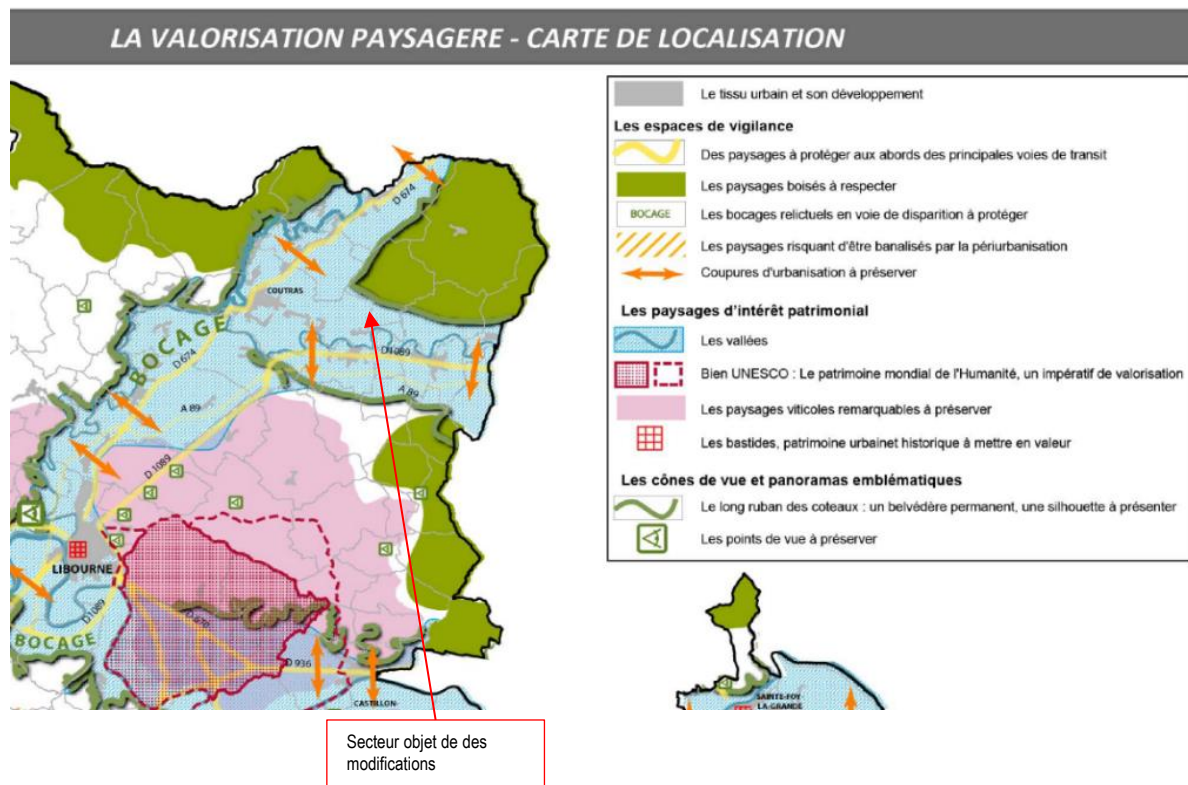 LA VALORISATION PAYSAGERE - CARTE DE LOCALISATION
Le tissu urbain et son développement
Les espaces de vigilance
Des paysages à protéger aux abords des principales voies de transit
Les paysages boisés à respecter
BOCAGE Les bocages relictuels en voie de disparition à protéger
Les paysages risquant d'être banalisés par la périurbanisation
Coupures d'urbanisation à préserver
Les paysages d'intérêt patrimonial
Les vallées
Bien UNESCO : Le patrimoine mondial de l'Humanité, un impératif de valorisation
Les paysages viticoles remarquables à préserver
Les bastides, patrimoine urbainet historique à mettre en valeur
Les cônes de vue et panoramas emblématiques
Le long ruban des coteaux : un belvédère permanent, une silhouette à présenter
Les points de vue à préserver
D 674
COUTRAS
BOCAGE
D 674
D1089
A 89
A 89
D 1089
LIBOURNE
D1089
BOCAGE
D 670
D 936
CASTILLON-
SAINTE-FOY-
LA-GRANDE
Secteur objet de des
modifications